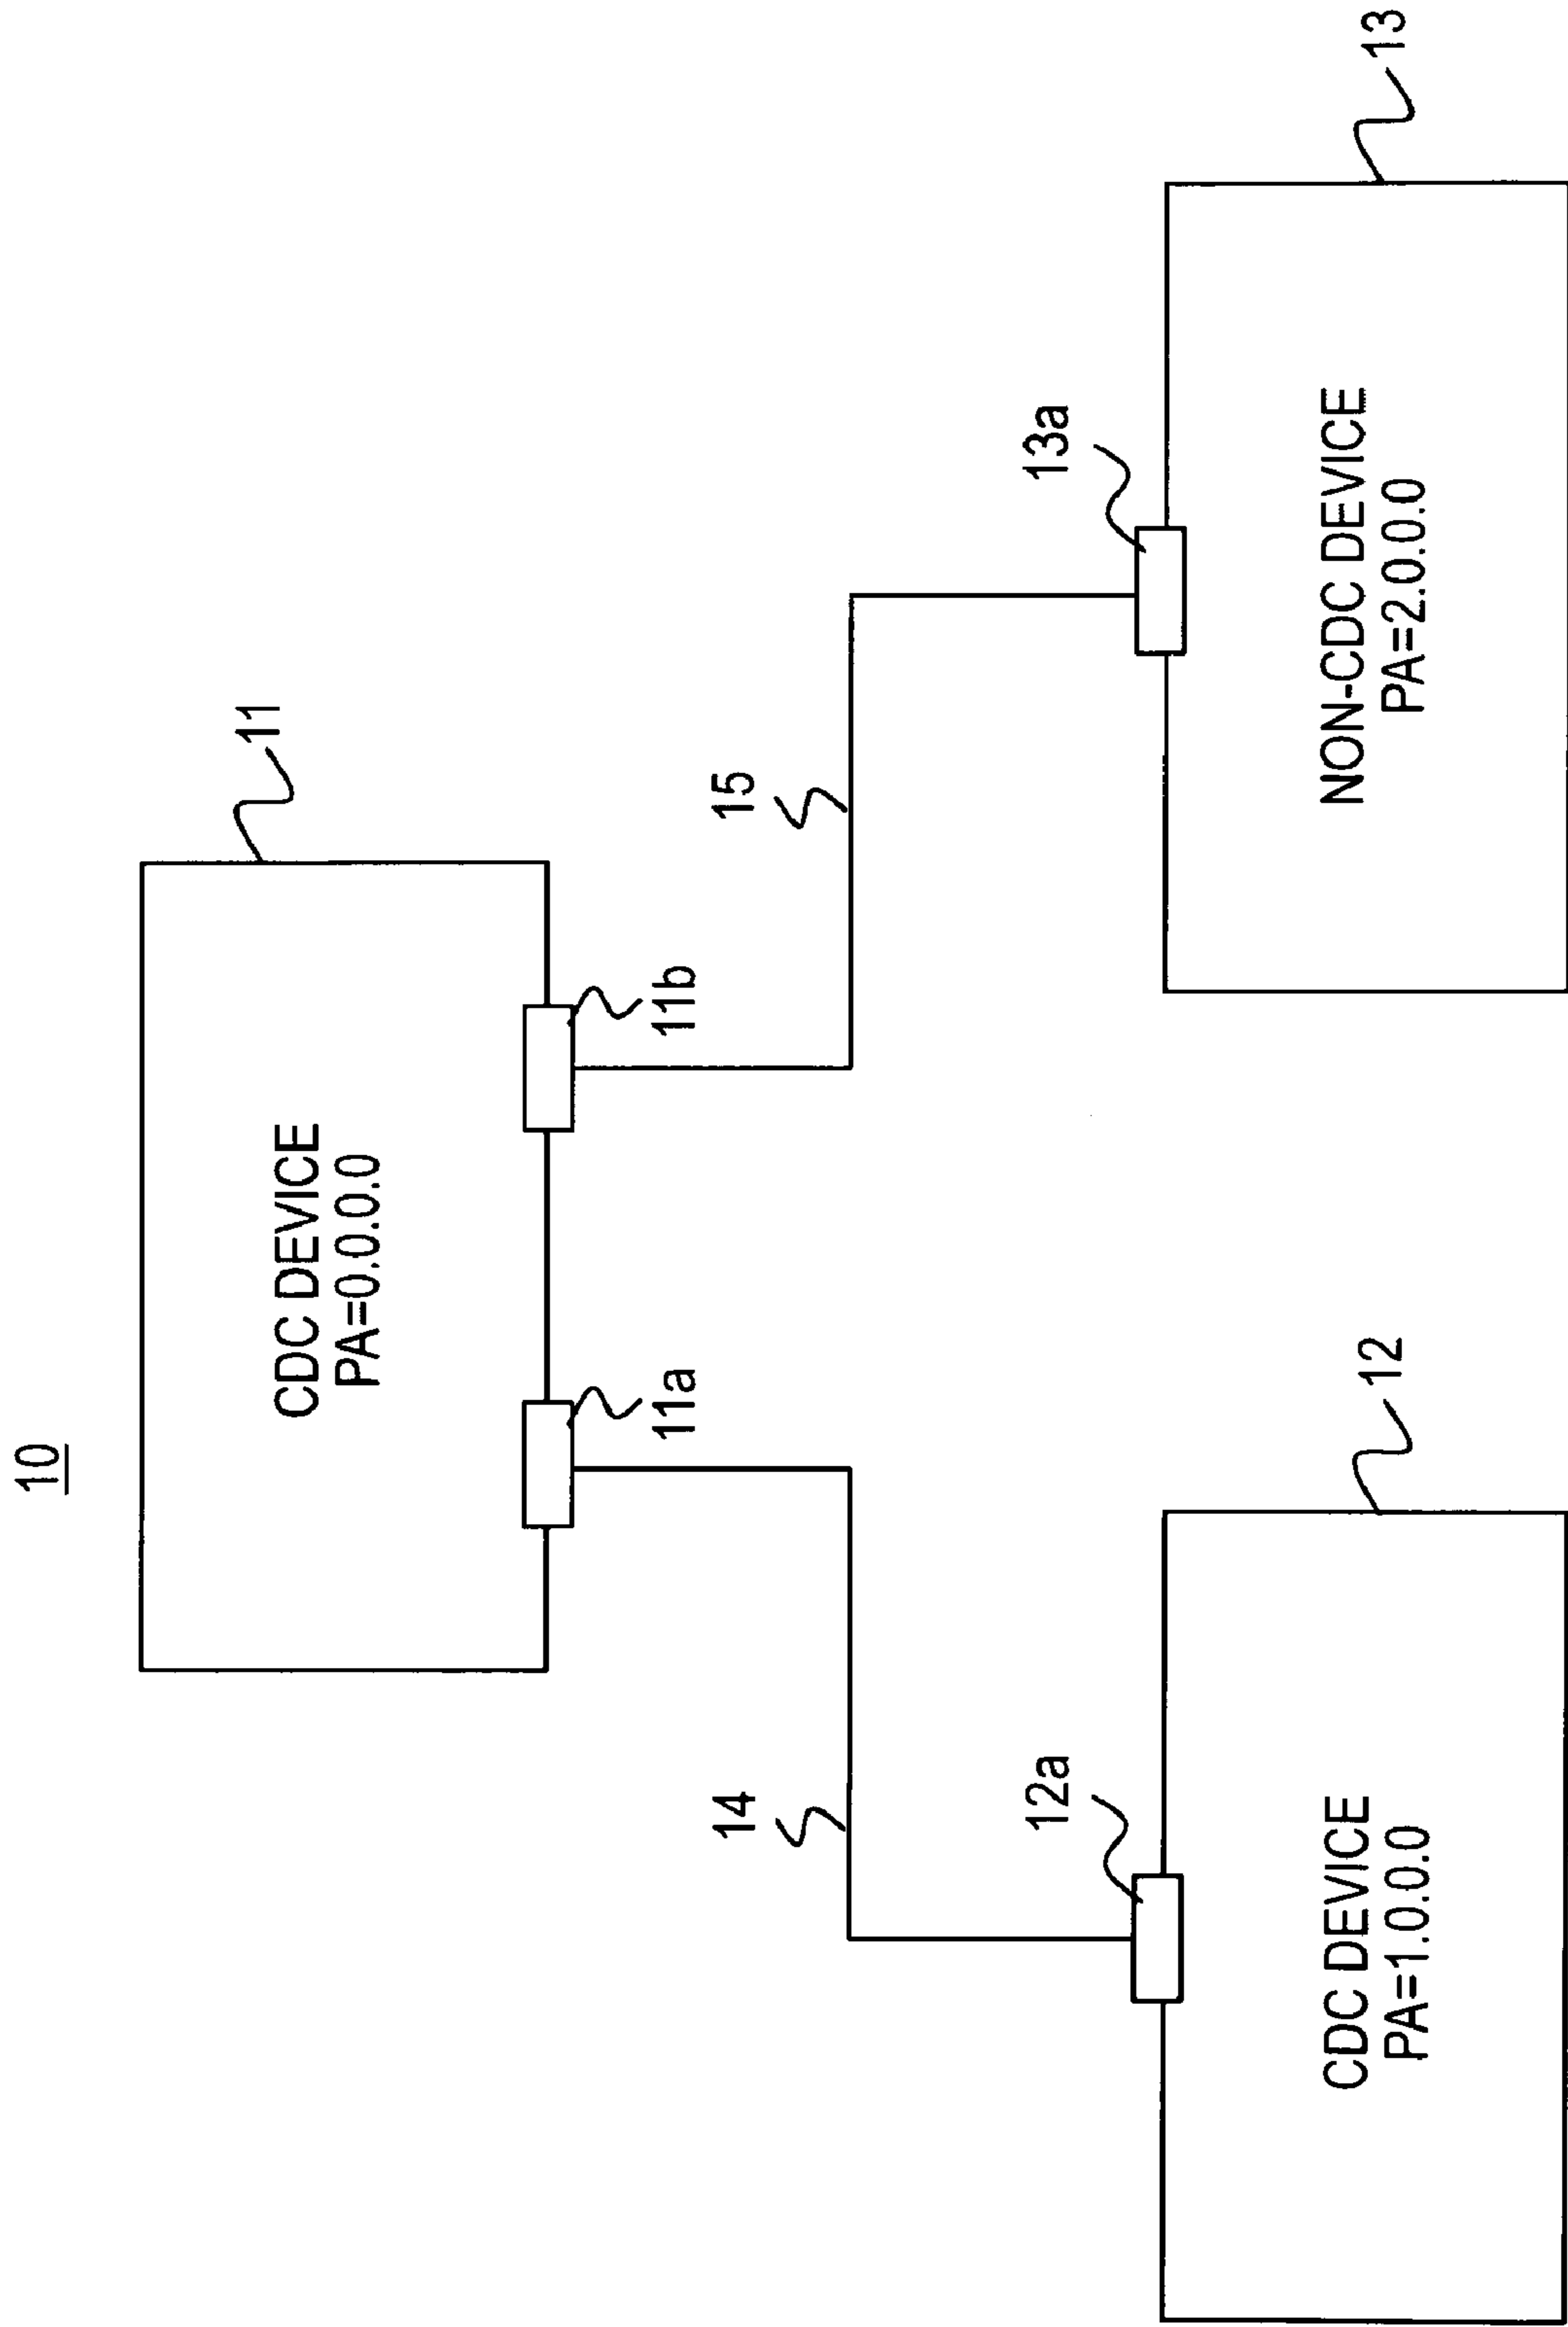 10
11
CDC DEVICE
PA=0.0.0.0
11a
11b
14
15
12a
13a
12
CDC DEVICE
PA=1.0.0.0
13
NON-CDC DEVICE
PA=2.0.0.0